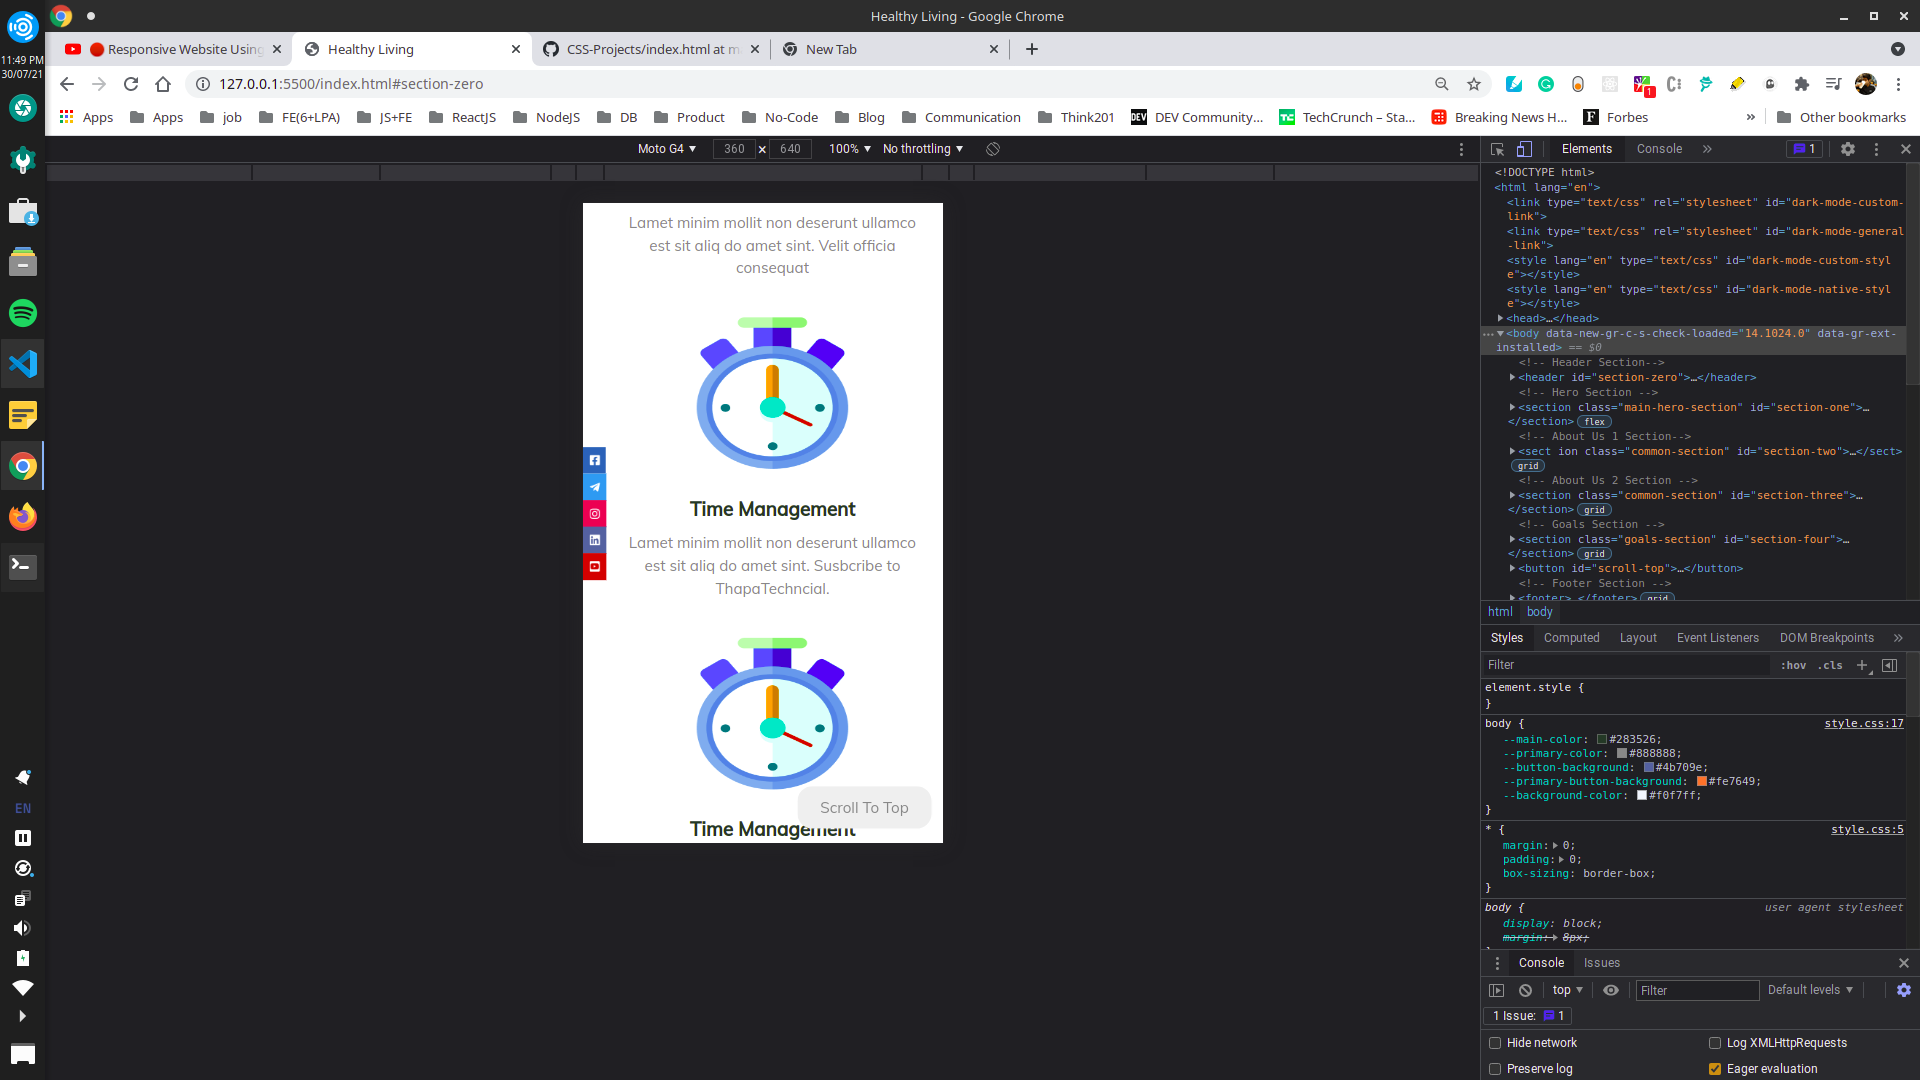 Healthy Living - Google Chrome
11:49 PM
30/07/21
Responsive Website Using
Healthy Living
CSS-Projects/index.html at m
New Tab
127.0.0.1:5500/index.html#section-zero
1
Apps
Apps
job
FE(6+LPA)
JS+FE
ReactJS
NodeJS
DB
Product
No-Code
Blog
Communication
Think201
DEV Community...
TechCrunch – Sta...
Breaking News H...
Forbes
»
Other bookmarks
Moto G4 ▼ 360 × 640 100% ▼ No throttling ▼
Lamet minim mollit non deserunt ullamco
est sit aliq do amet sint. Velit officia
consequat
Time Management
Lamet minim mollit non deserunt ullamco
est sit aliq do amet sint. Susbcribe to
ThapaTechncial.
Scroll To Top
Time Management
EN
Elements Console » 1
<!DOCTYPE html>
<html lang="en">
<link type="text/css" rel="stylesheet" id="dark-mode-custom-
link">
<link type="text/css" rel="stylesheet" id="dark-mode-general
-link">
<style lang="en" type="text/css" id="dark-mode-custom-styl
e"></style>
<style lang="en" type="text/css" id="dark-mode-native-styl
e"></style>
<head>…</head>
<body data-new-gr-c-s-check-loaded="14.1024.0" data-gr-ext-
installed> == $0
<!-- Header Section-->
<header id="section-zero">…</header>
<!-- Hero Section -->
<section class="main-hero-section" id="section-one">…
</section> flex
<!-- About Us 1 Section-->
<sect ion class="common-section" id="section-two">…</sect>
grid
<!-- About Us 2 Section -->
<section class="common-section" id="section-three">…
</section> grid
<!-- Goals Section -->
<section class="goals-section" id="section-four">…
</section> grid
<button id="scroll-top">…</button>
<!-- Footer Section -->
<footer>…</footer> grid
html body
Styles Computed Layout Event Listeners DOM Breakpoints »
Filter :hov .cls +
element.style {
}
body { style.css:17
--main-color: #283526;
--primary-color: #888888;
--button-background: #4b709e;
--primary-button-background: #fe7649;
--background-color: #f0f7ff;
}
* { style.css:5
margin: 0;
padding: 0;
box-sizing: border-box;
}
body { user agent stylesheet
display: block;
margin: 8px;
Console Issues
top ▼ Filter Default levels ▼
1 Issue: 1
Hide network
Log XMLHttpRequests
Preserve log
Eager evaluation